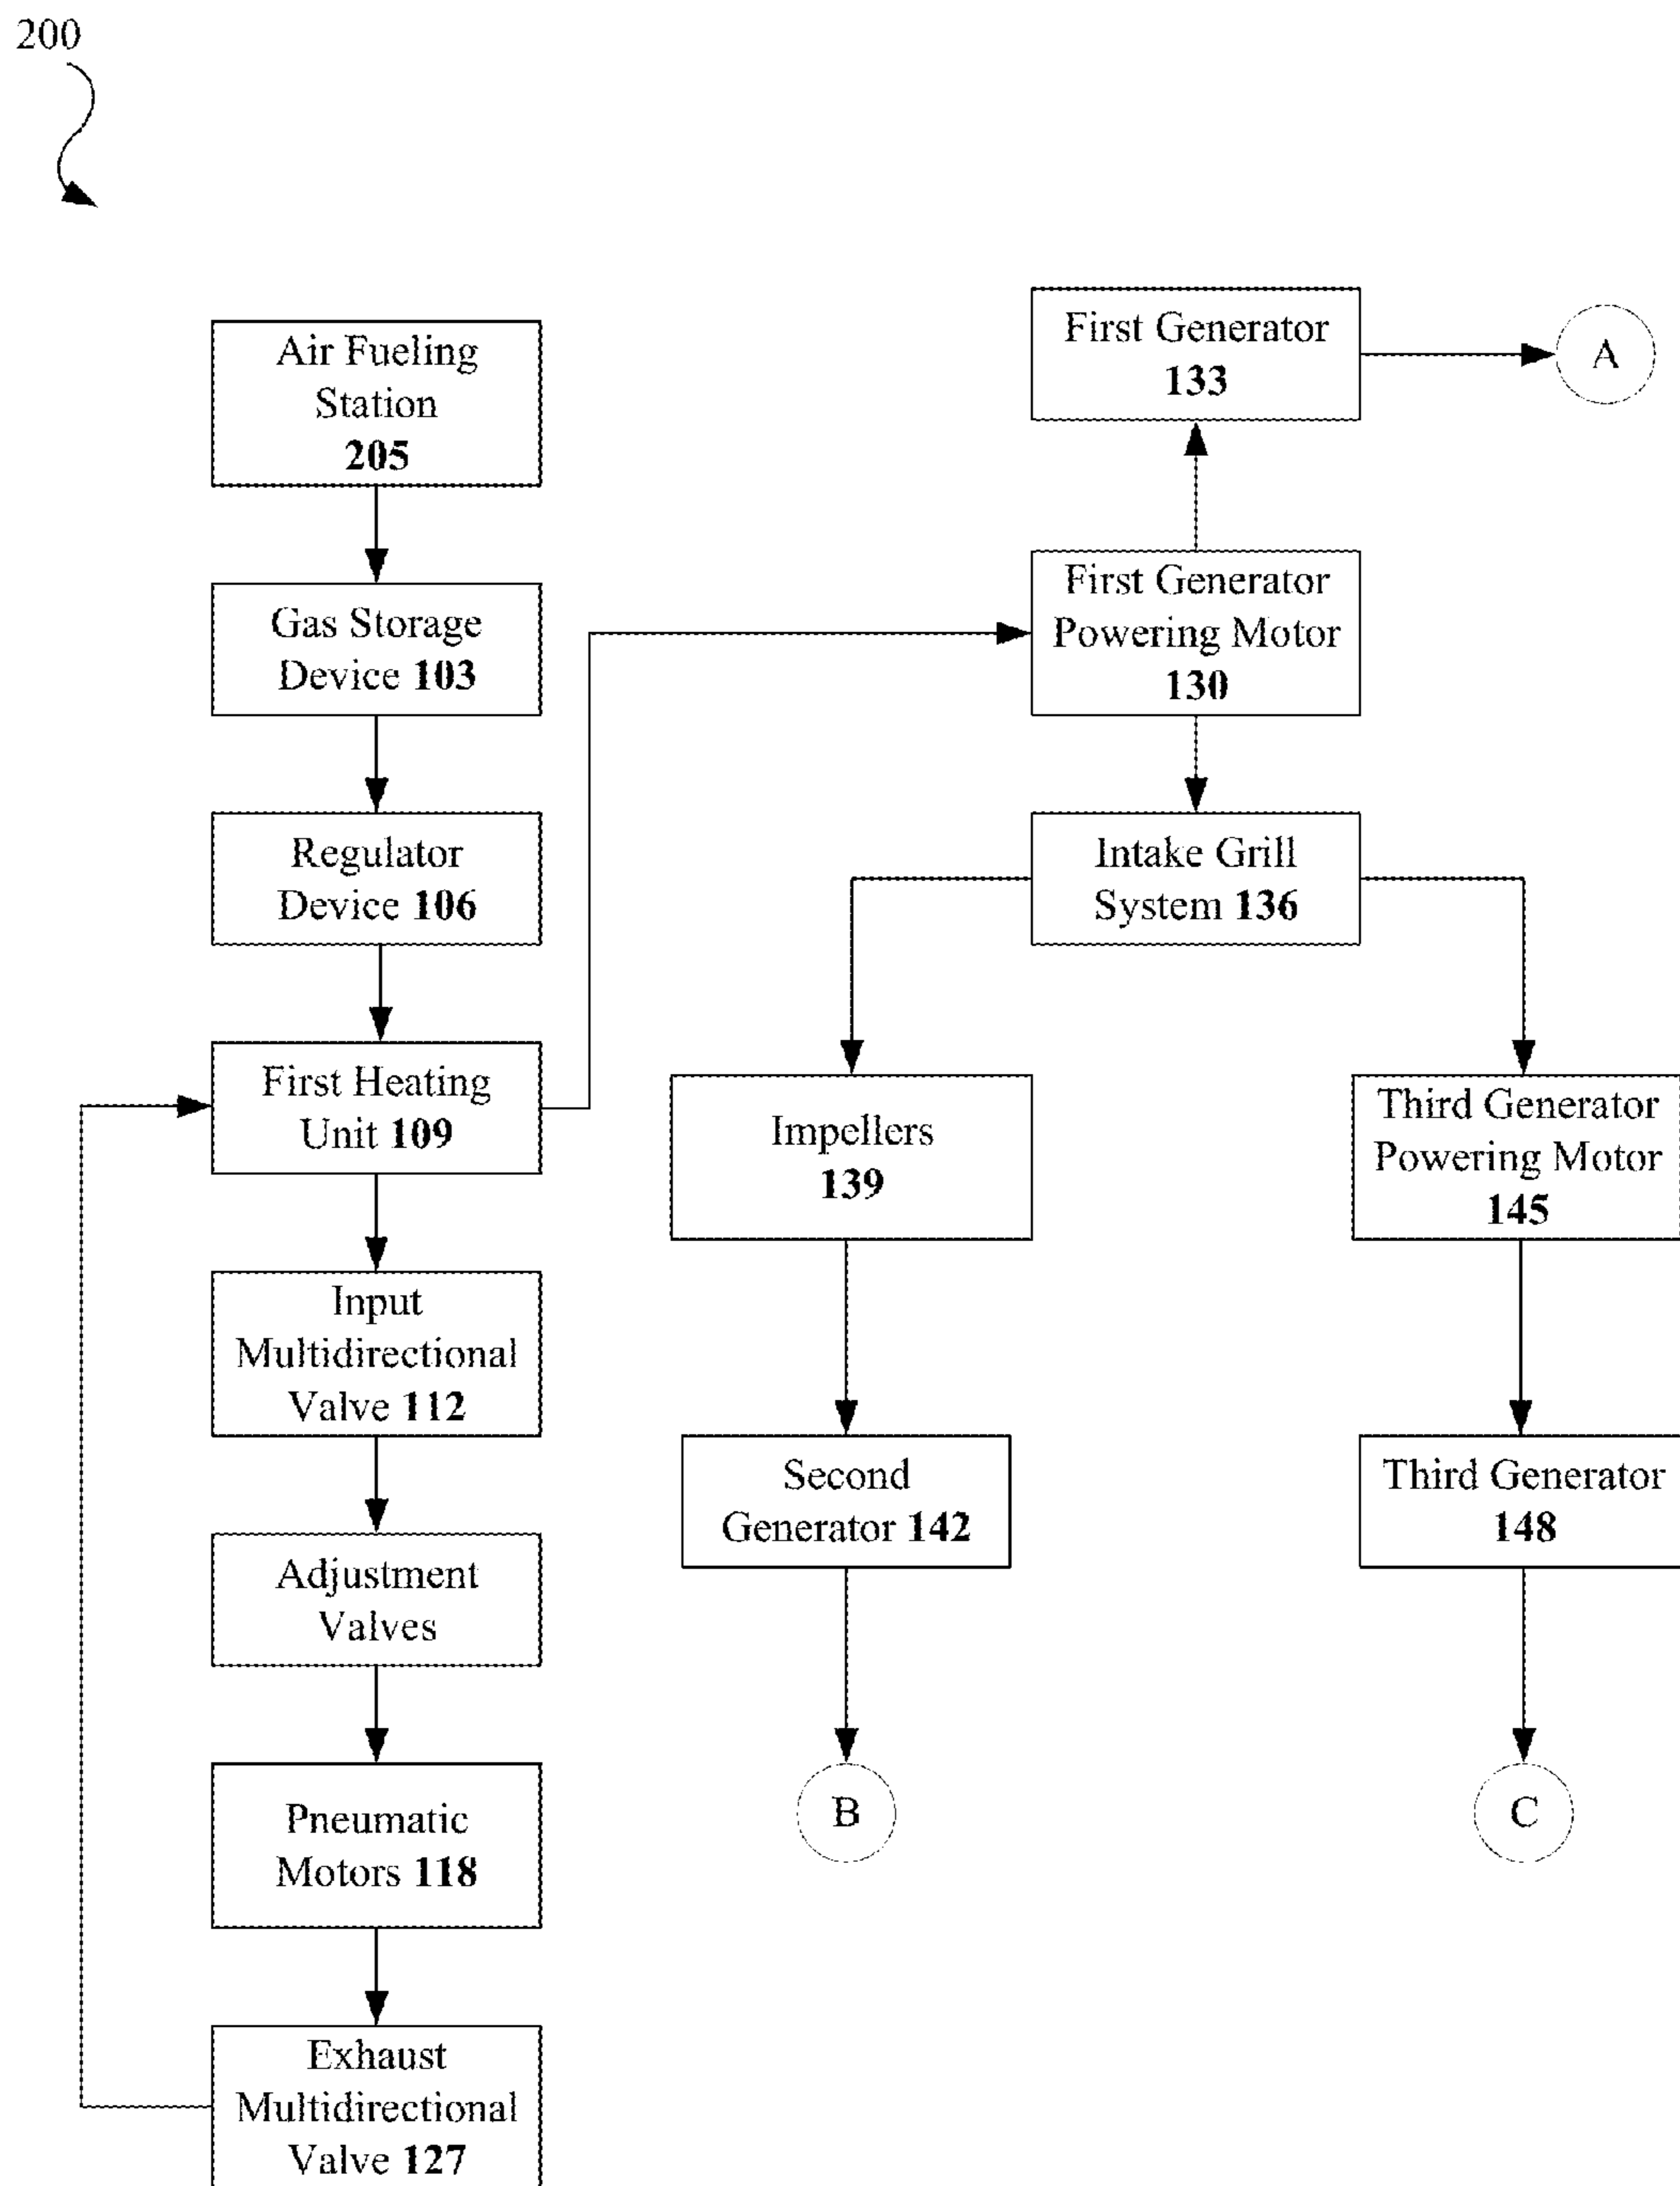 200
Air Fueling
Station
205
Gas Storage
Device 103
Regulator
Device 106
First Heating
Unit 109
Input
Multidirectional
Valve 112
Adjustment
Valves
Pneumatic
Motors 118
Exhaust
Multidirectional
Valve 127
First Generator
133
A
First Generator
Powering Motor
130
Intake Grill
System 136
Impellers
139
Second
Generator 142
B
Third Generator
Powering Motor
145
Third Generator
148
C